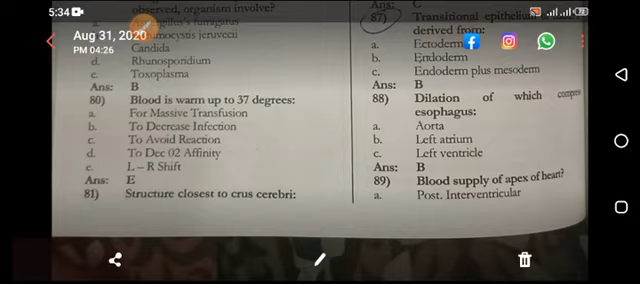 5:34
Aug 31, 2020
PM 04:26
observed, organism involve?
a.
jeruvecii
Candida
d. Rhunosporidium
c. Toxoplasma
Ans: B
80) Blood is warm up to 37 degrees:
a. For Massive Transfusion
b. To Decrease Infection
c. To Avoid Reaction
d. To Dec 02 Affinity
e. L – R Shift
Ans: E
81) Structure closest to crus cerebri:
Ans: C
87) Transitional epithelium
derived from:
a. Ectoderm
b. Endoderm
c. Endoderm plus mesoderm
Ans: B
88) Dilation of which compres
esophagus:
a. Aorta
b. Left atrium
c. Left ventricle
Ans: B
89) Blood supply of apex of heart?
a. Post. Interventricular